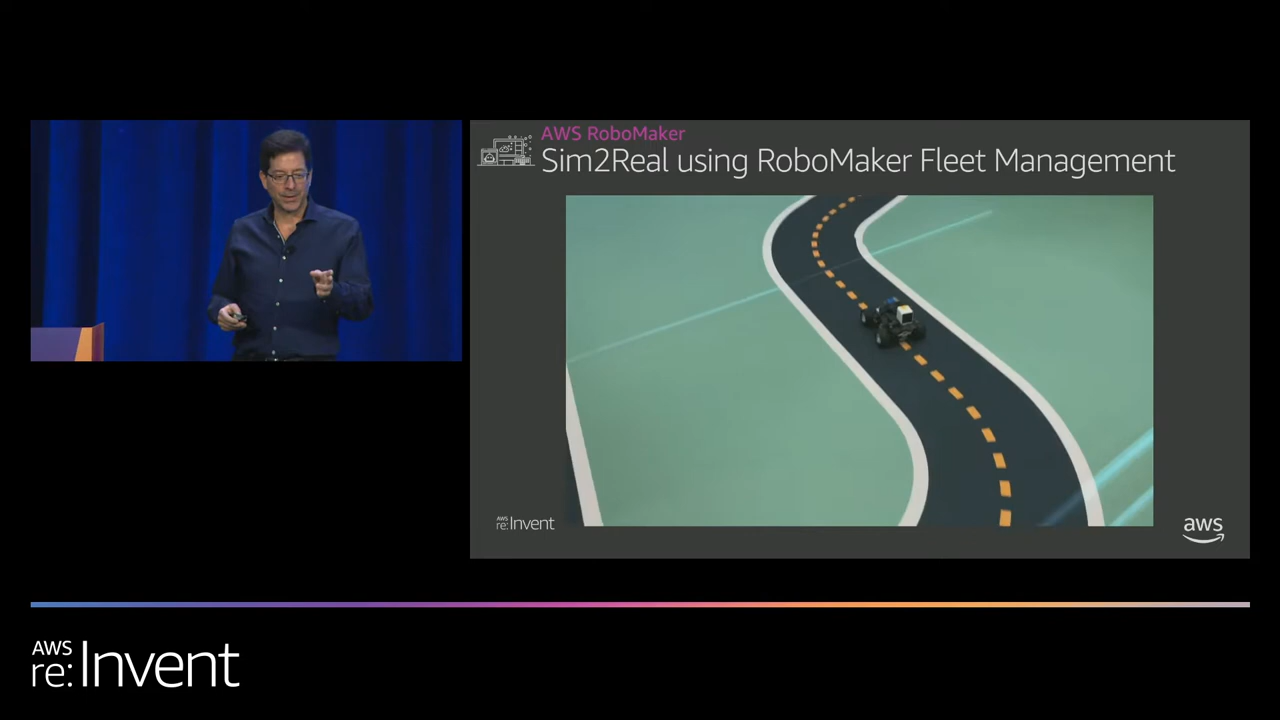 AWS RoboMaker
Sim2Real using RoboMaker Fleet Management
AWS
re:Invent
aws
AWS
re:Invent